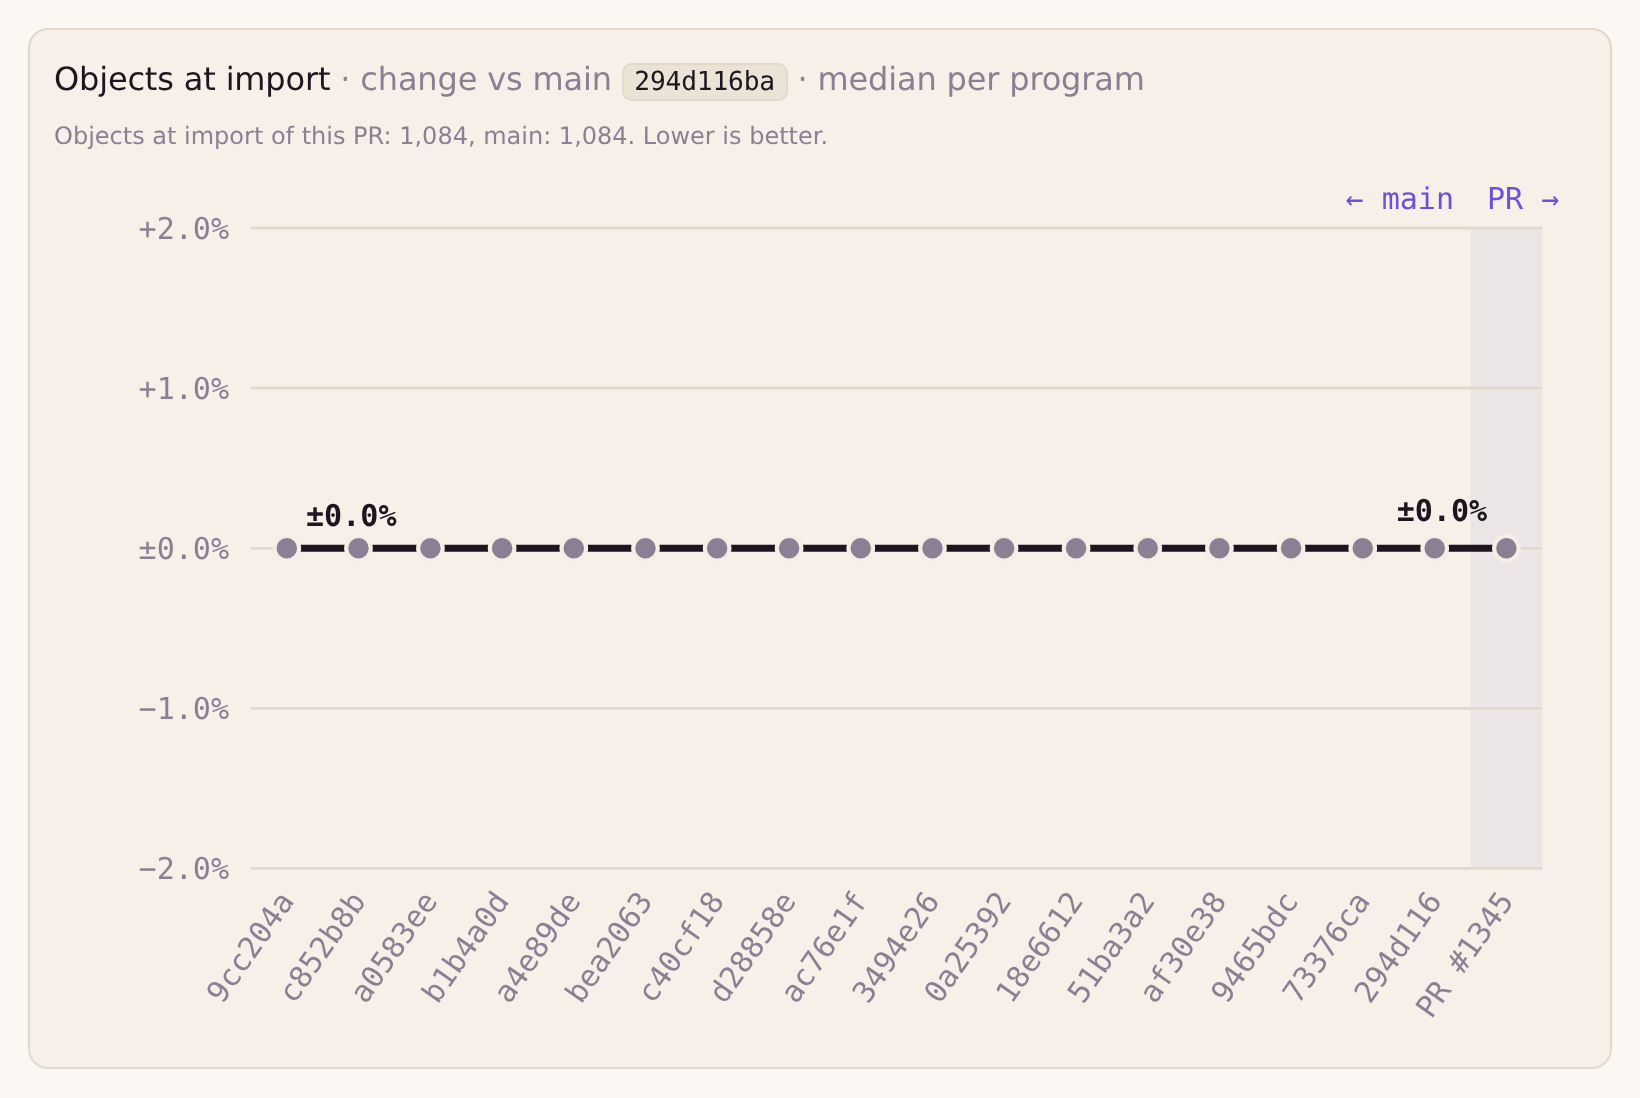 Objects at import · change vs main 294d116ba · median per program
Objects at import of this PR: 1,084, main: 1,084. Lower is better.
← main PR →
+2.0%
+1.0%
±0.0%
−1.0%
−2.0%
±0.0%
±0.0%
9cc204a
c852b8b
a0583ee
b1b4a0d
a4e89de
bea2063
c40cf18
d28858e
ac76e1f
3494e26
0a25392
18e6612
51ba3a2
af30e38
9465bdc
73376ca
294d116
PR #1345